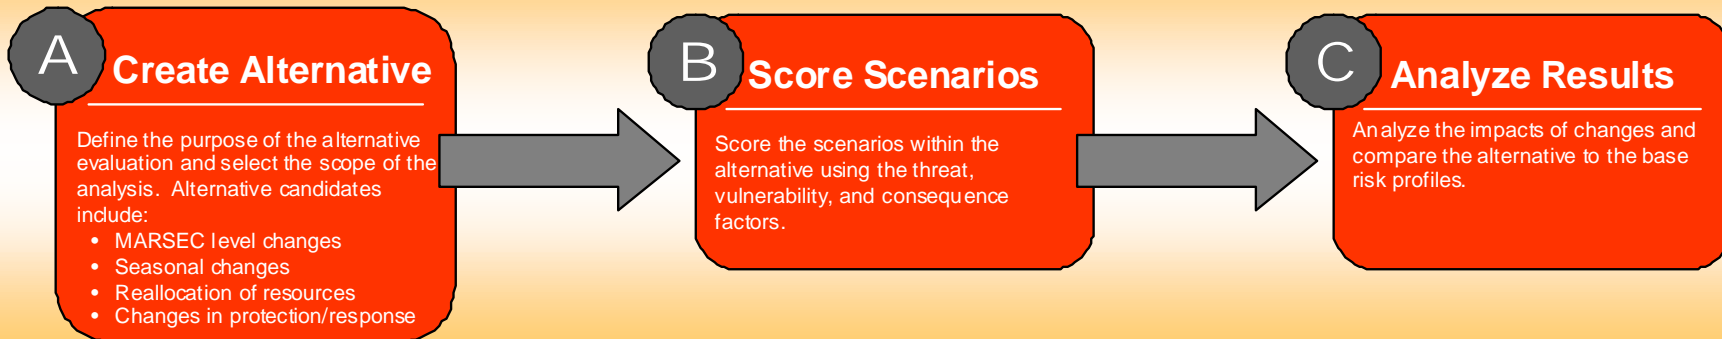 A
Create Alternative
Define the purpose of the alternative
evaluation and select the scope of the
analysis.  Alternative candidates
include:
• MARSEC level changes
• Seasonal changes
• Reallocation of resources
• Changes in protection/response
B
Score Scenarios
Score the scenarios within the
alternative using the threat,
vulnerability, and consequence
factors.
C
Analyze Results
Analyze the impacts of changes and
compare the alternative to the base
risk profiles.